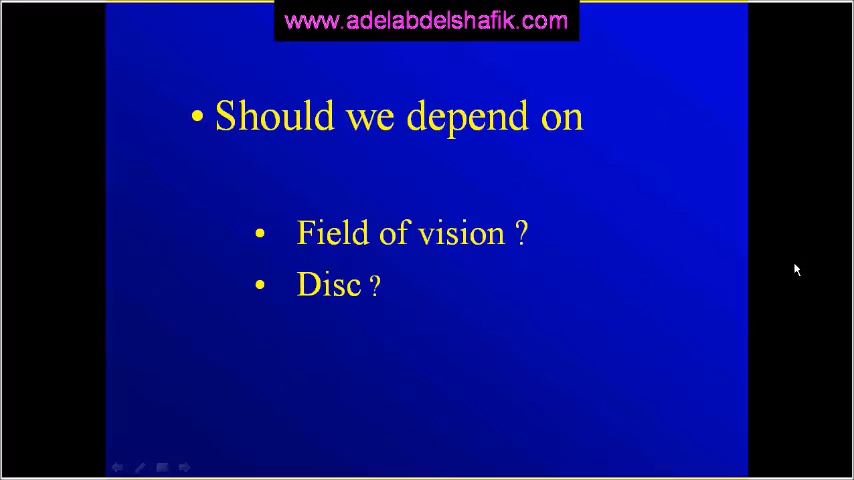 www.adelabdelshafik.com
• Should we depend on
• Field of vision ?
• Disc ?